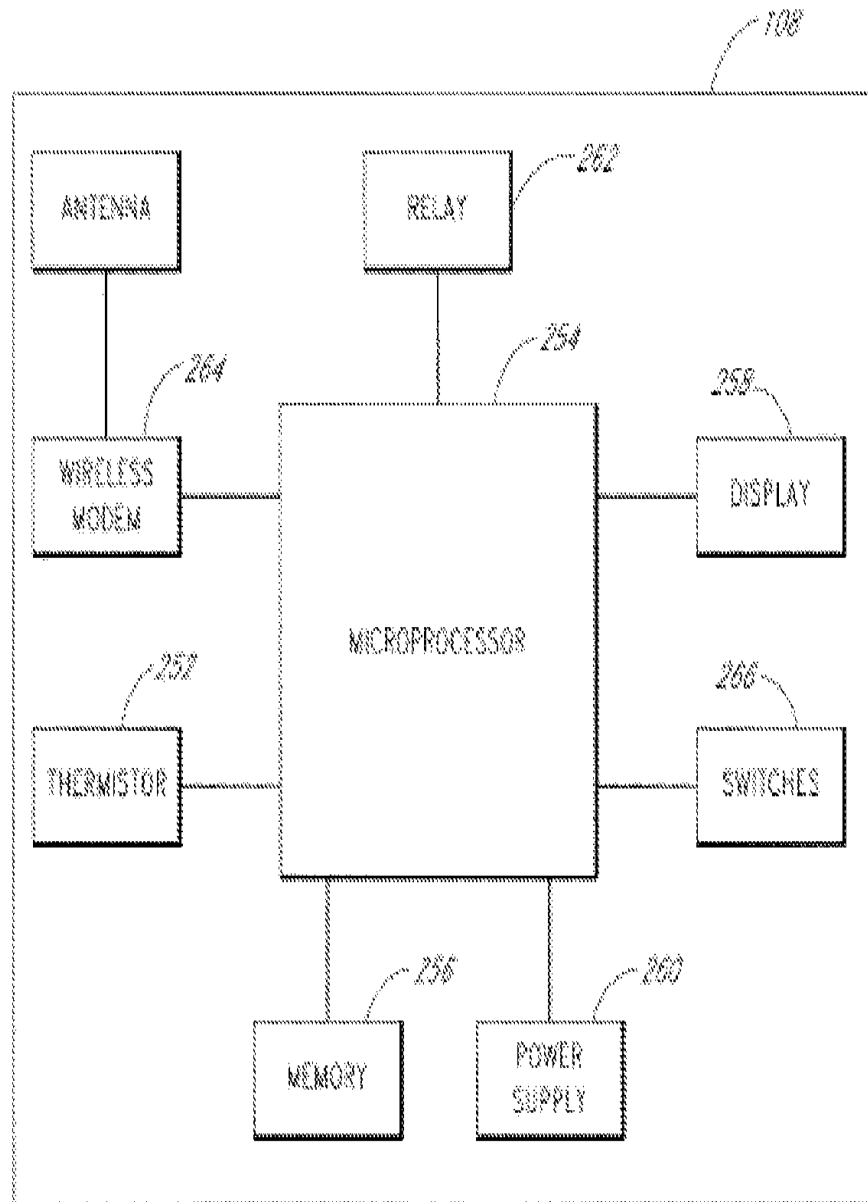 108
ANTENNA
RELAY
262
264
254
258
WIRELESS
MODEM
DISPLAY
MICROPROCESSOR
252
266
THERMISTOR
SWITCHES
256
260
MEMORY
POWER
SUPPLY